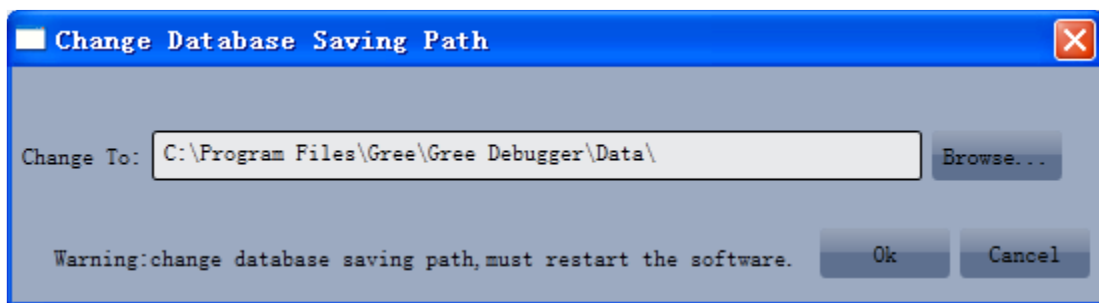 Change Database Saving Path
Change To: C:\Program Files\Gree\Gree Debugger\Data\ Browse...
Warning:change database saving path,must restart the software. Ok Cancel